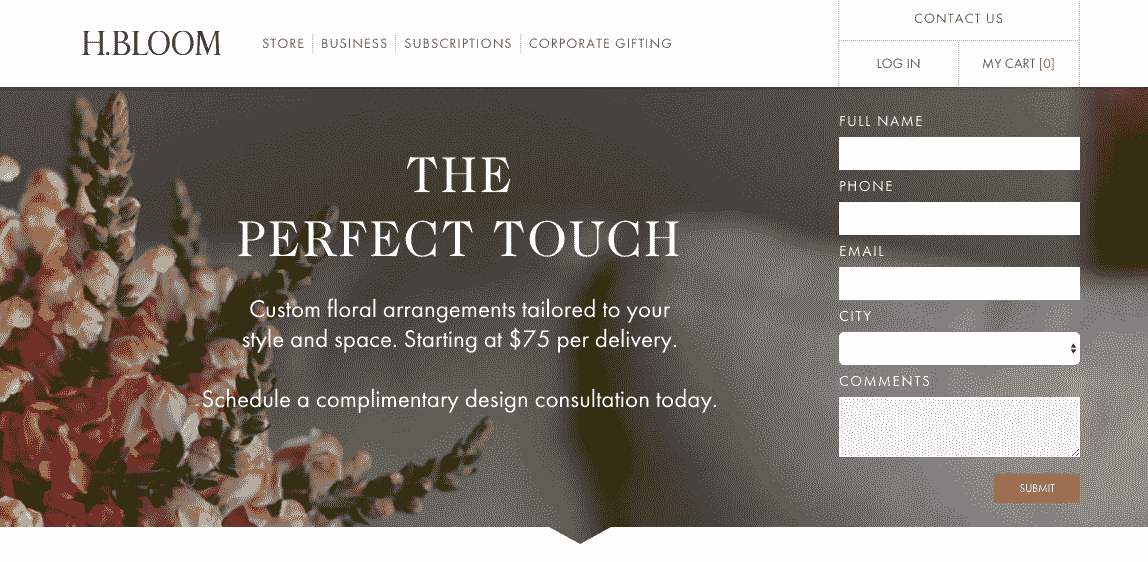 H.BLOOM
STORE
BUSINESS
SUBSCRIPTIONS
CORPORATE GIFTING
CONTACT US
LOG IN
MY CART [0]
THE
PERFECT TOUCH
Custom floral arrangements tailored to your
style and space. Starting at $75 per delivery.
Schedule a complimentary design consultation today.
FULL NAME
PHONE
EMAIL
CITY
COMMENTS
SUBMIT